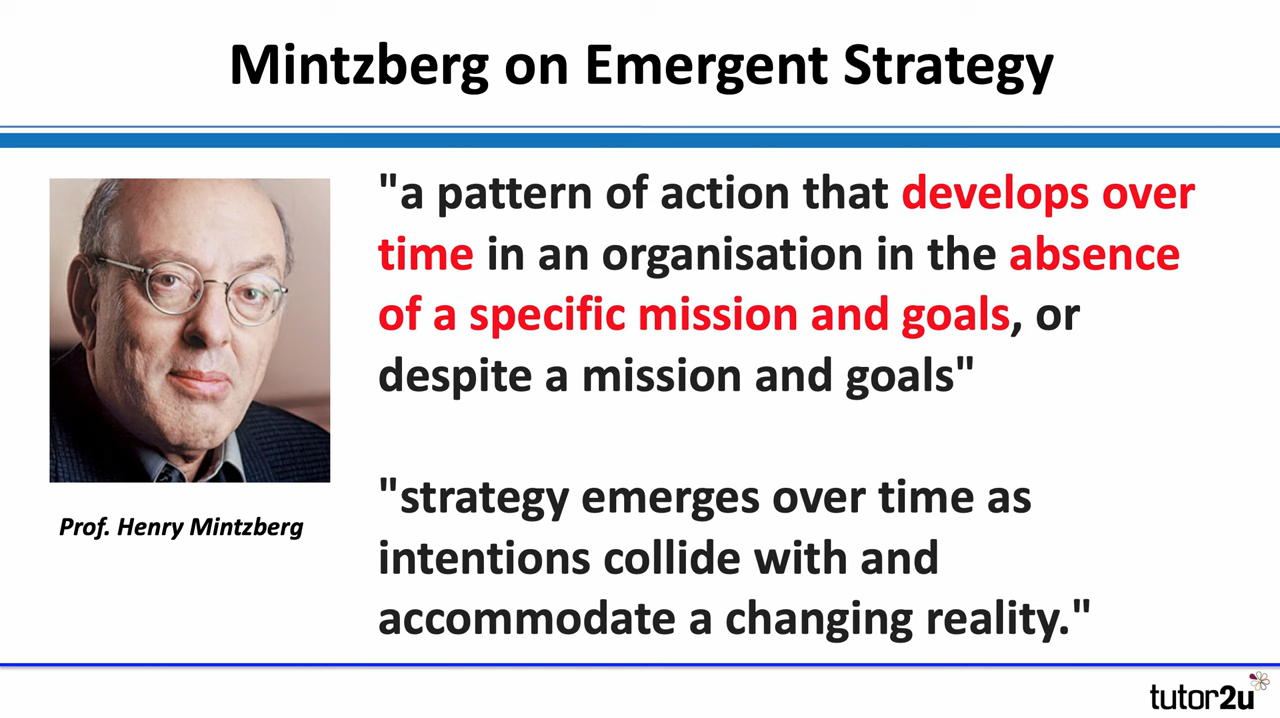 Mintzberg on Emergent Strategy
"a pattern of action that develops over
time in an organisation in the absence
of a specific mission and goals, or
despite a mission and goals"
"strategy emerges over time as
intentions collide with and
accommodate a changing reality."
Prof. Henry Mintzberg
tutor2u